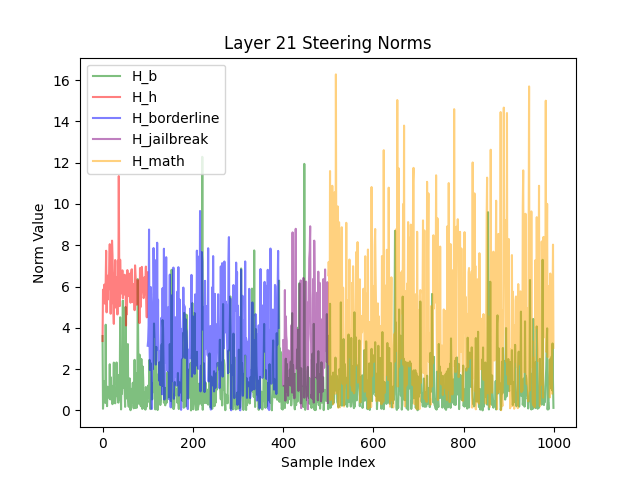 Layer 21 Steering Norms
H_b
H_h
H_borderline
H_jailbreak
H_math
Norm Value
16
14
12
10
8
6
4
2
0
0
200
400
600
800
1000
Sample Index